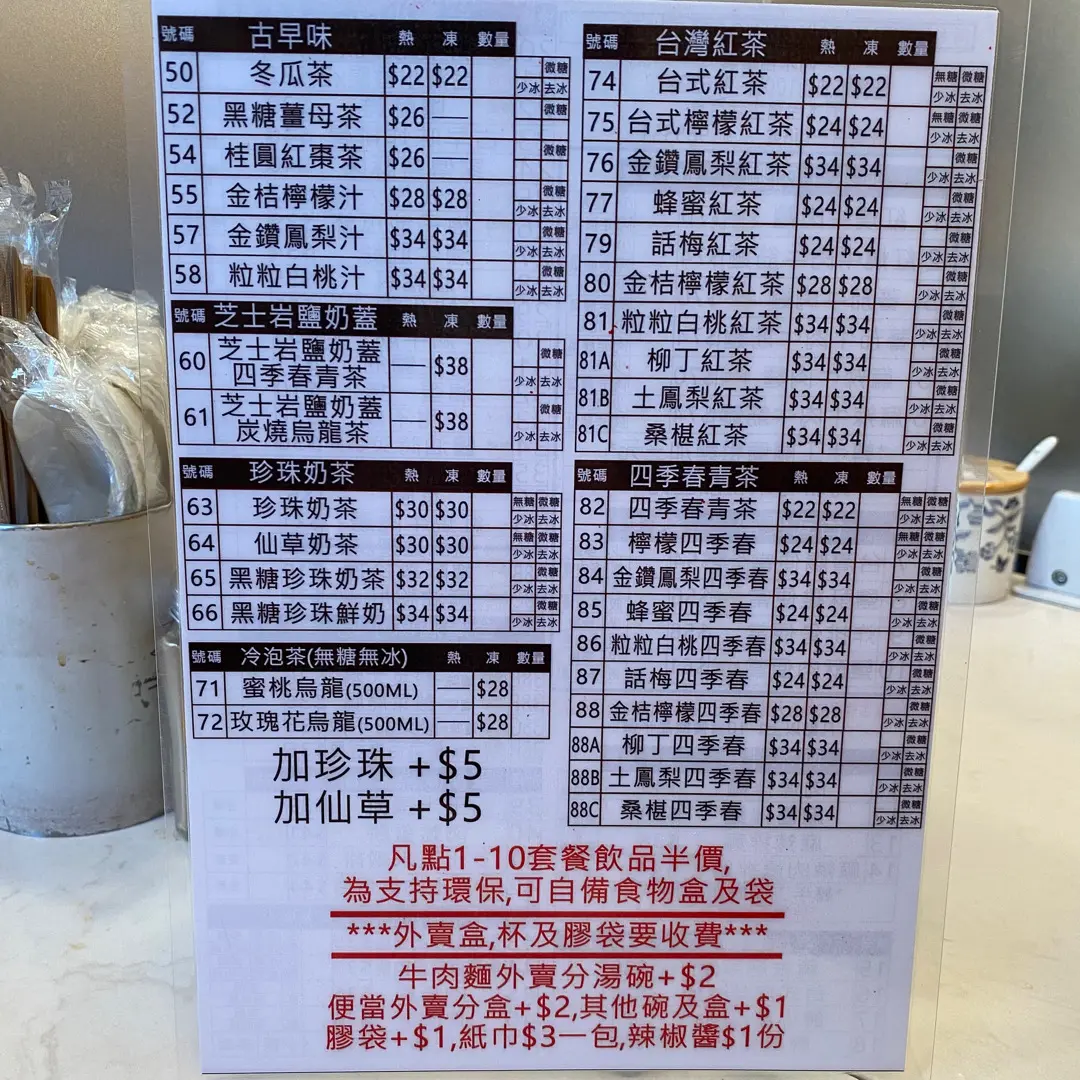 號碼 古早味 熱 凍 數量
50 冬瓜茶 $22 $22 微糖 少冰 去冰
52 黑糖薑母茶 $26 — 微糖
54 桂圓紅棗茶 $26 — 微糖
55 金桔檸檬汁 $28 $28 微糖 少冰 去冰
57 金鑽鳳梨汁 $34 $34 微糖 少冰 去冰
58 粒粒白桃汁 $34 $34 微糖 少冰 去冰
號碼 芝士岩鹽奶蓋 熱 凍 數量
60 芝士岩鹽奶蓋 — $38 微糖
四季春青茶 少冰 去冰
61 芝士岩鹽奶蓋 — $38 微糖
炭燒烏龍茶 少冰 去冰
號碼 珍珠奶茶 熱 凍 數量
63 珍珠奶茶 $30 $30 無糖 微糖 少冰 去冰
64 仙草奶茶 $30 $30 無糖 微糖 少冰 去冰
65 黑糖珍珠奶茶 $32 $32 微糖 少冰 去冰
66 黑糖珍珠鮮奶 $34 $34 微糖 少冰 去冰
號碼 冷泡茶(無糖無冰) 熱 凍 數量
71 蜜桃烏龍(500ML) — $28
72 玫瑰花烏龍(500ML) — $28
加珍珠 +$5
加仙草 +$5
號碼 台灣紅茶 熱 凍 數量
74 台式紅茶 $22 $22 無糖 微糖 少冰 去冰
75 台式檸檬紅茶 $24 $24 無糖 微糖 少冰 去冰
76 金鑽鳳梨紅茶 $34 $34 微糖 少冰 去冰
77 蜂蜜紅茶 $24 $24 微糖 少冰 去冰
79 話梅紅茶 $24 $24 微糖 少冰 去冰
80 金桔檸檬紅茶 $28 $28 微糖 少冰 去冰
81 粒粒白桃紅茶 $34 $34 微糖 少冰 去冰
81A 柳丁紅茶 $34 $34 微糖 少冰 去冰
81B 土鳳梨紅茶 $34 $34 微糖 少冰 去冰
81C 桑椹紅茶 $34 $34 微糖 少冰 去冰
號碼 四季春青茶 熱 凍 數量
82 四季春青茶 $22 $22 無糖 微糖 少冰 去冰
83 檸檬四季春 $24 $24 無糖 微糖 少冰 去冰
84 金鑽鳳梨四季春 $34 $34 微糖 少冰 去冰
85 蜂蜜四季春 $24 $24 微糖 少冰 去冰
86 粒粒白桃四季春 $34 $34 微糖 少冰 去冰
87 話梅四季春 $24 $24 微糖 少冰 去冰
88 金桔檸檬四季春 $28 $28 微糖 少冰 去冰
88A 柳丁四季春 $34 $34 微糖 少冰 去冰
88B 土鳳梨四季春 $34 $34 微糖 少冰 去冰
88C 桑椹四季春 $34 $34 微糖 少冰 去冰
凡點1-10套餐飲品半價,
為支持環保,可自備食物盒及袋
***外賣盒,杯及膠袋要收費***
牛肉麵外賣分湯碗+$2
便當外賣分盒+$2,其他碗及盒+$1
膠袋+$1,紙巾$3一包,辣椒醬$1份